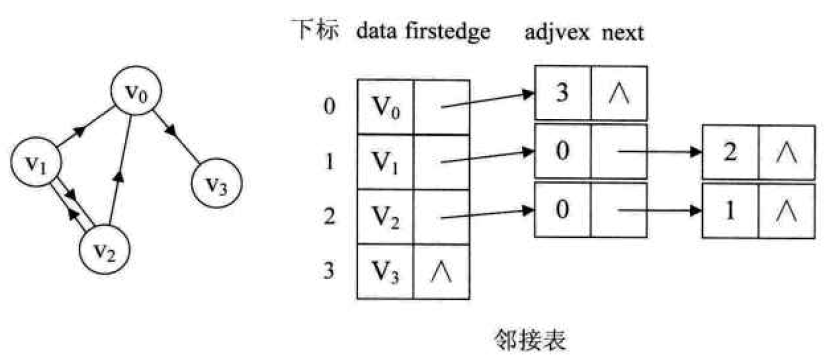 下标 data firstedge adjvex next
v0
v1
v2
v3
0 V0 3 ∧
1 V1 0 2 ∧
2 V2 0 1 ∧
3 V3 ∧
邻接表